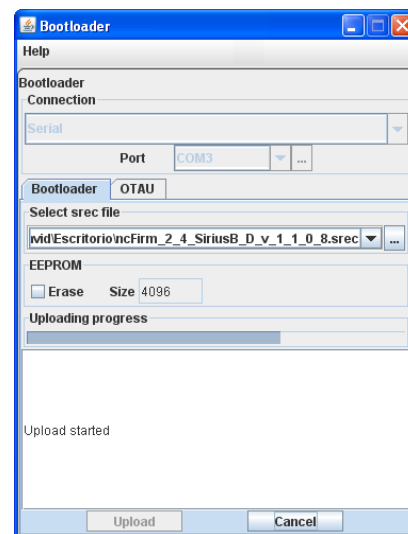 Bootloader
Help
Bootloader
Connection
Serial
Port COM3 ...
Bootloader OTAU
Select srec file
vid\Escritorio\ncFirm_2_4_SiriusB_D_v_1_1_0_8.srec ...
EEPROM
Erase Size 4096
Uploading progress
Upload started
Upload Cancel